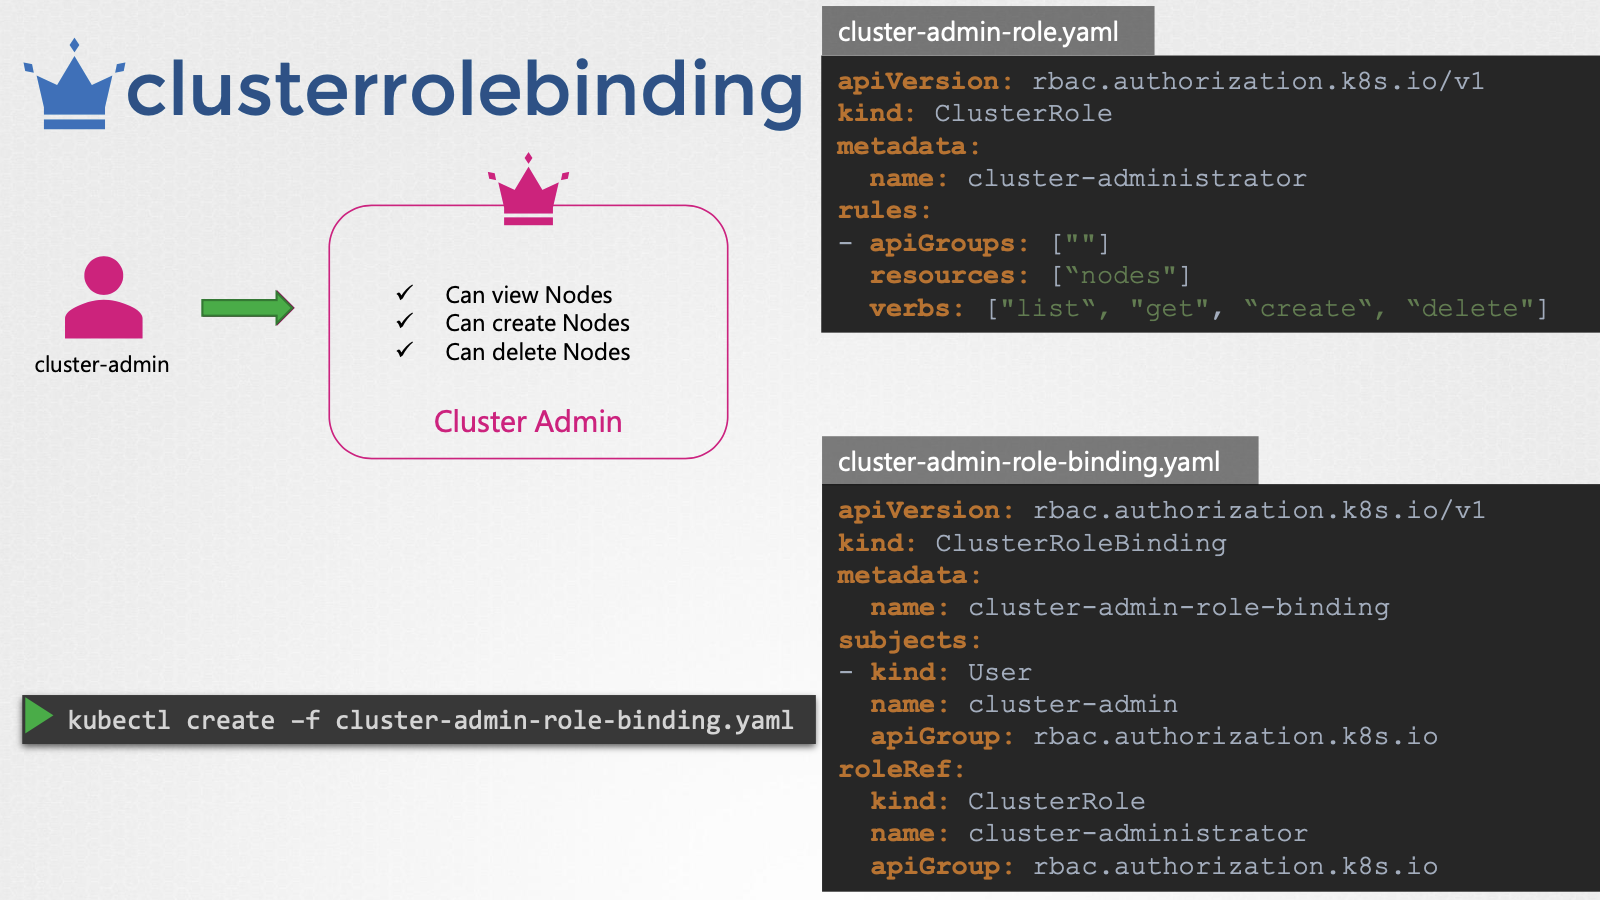 clusterrolebinding
cluster-admin
✓ Can view Nodes
✓ Can create Nodes
✓ Can delete Nodes
Cluster Admin
kubectl create –f cluster-admin-role-binding.yaml
cluster-admin-role.yaml
apiVersion: rbac.authorization.k8s.io/v1
kind: ClusterRole
metadata:
  name: cluster-administrator
rules:
- apiGroups: [""]
  resources: [“nodes"]
  verbs: ["list“, "get", “create“, “delete"]
cluster-admin-role-binding.yaml
apiVersion: rbac.authorization.k8s.io/v1
kind: ClusterRoleBinding
metadata:
  name: cluster-admin-role-binding
subjects:
- kind: User
  name: cluster-admin
  apiGroup: rbac.authorization.k8s.io
roleRef:
  kind: ClusterRole
  name: cluster-administrator
  apiGroup: rbac.authorization.k8s.io